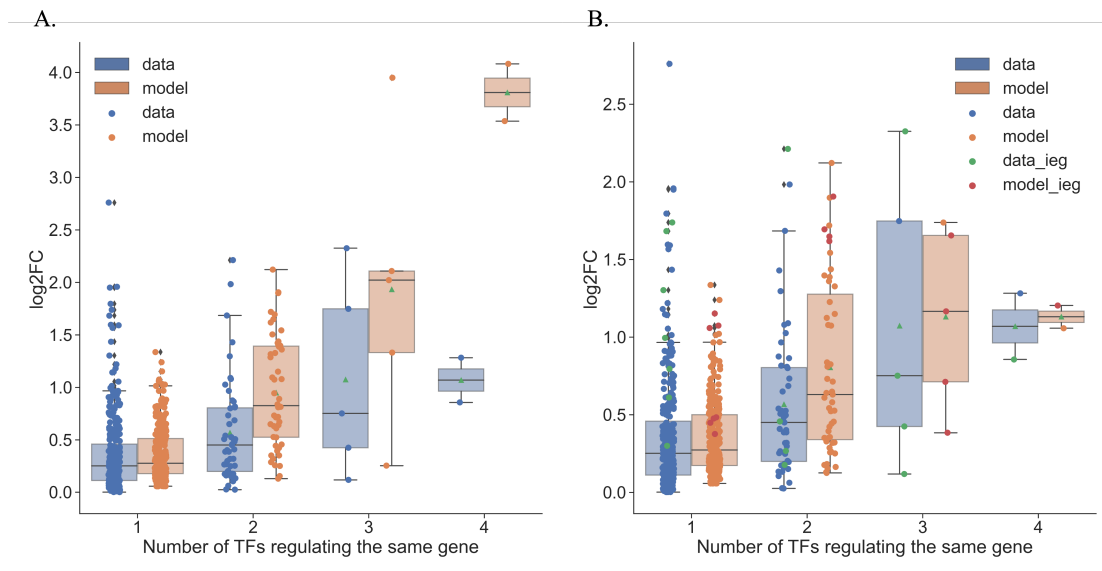 A.
data
model
data
model
4.0
3.5
3.0
2.5
2.0
1.5
1.0
0.5
0.0
log2FC
1 2 3 4
Number of TFs regulating the same gene
B.
data
model
data
model
data_ieg
model_ieg
2.5
2.0
1.5
1.0
0.5
0.0
log2FC
1 2 3 4
Number of TFs regulating the same gene